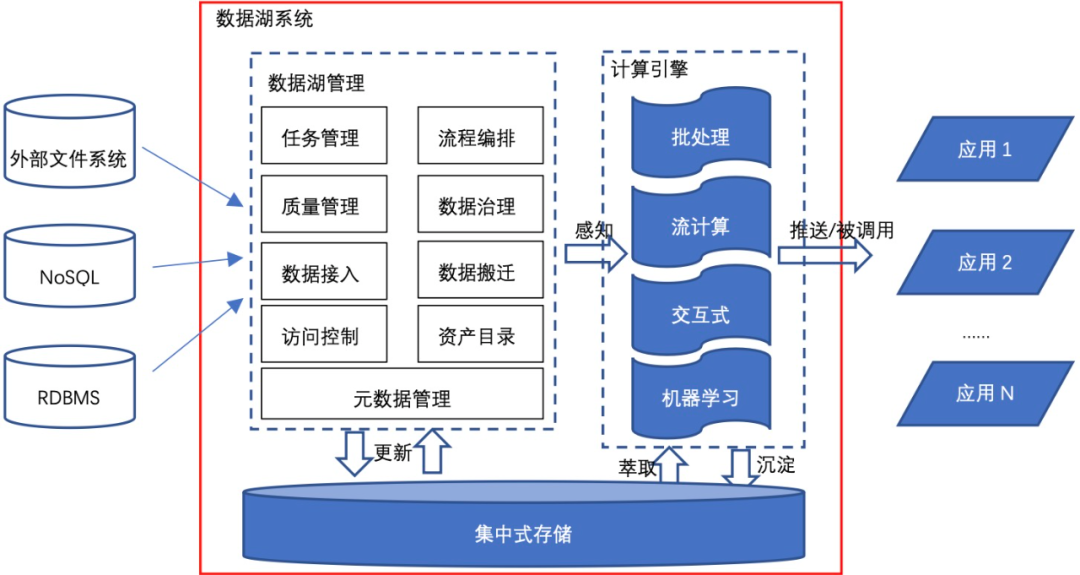 数据湖系统
外部文件系统
NoSQL
RDBMS
数据湖管理
任务管理
流程编排
质量管理
数据治理
数据接入
数据搬迁
访问控制
资产目录
元数据管理
感知
计算引擎
批处理
流计算
交互式
机器学习
推送/被调用
应用 1
应用 2
......
应用 N
更新
萃取
沉淀
集中式存储